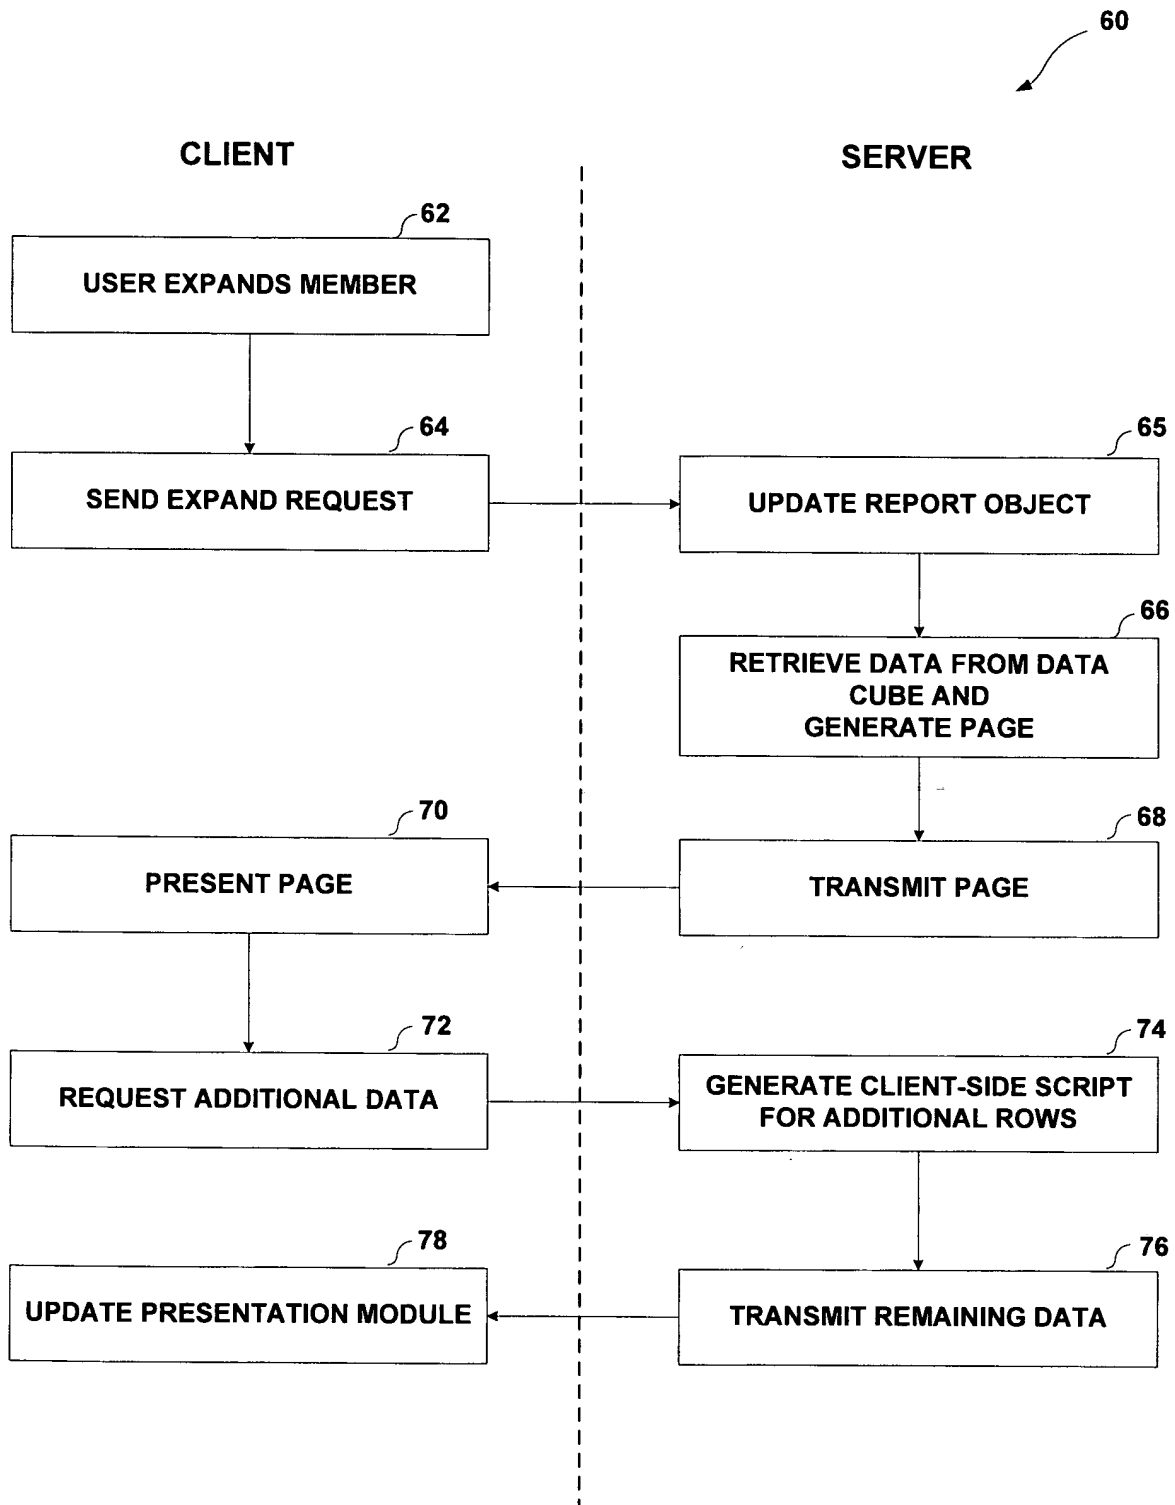 60
CLIENT
SERVER
62
USER EXPANDS MEMBER
64
SEND EXPAND REQUEST
65
UPDATE REPORT OBJECT
66
RETRIEVE DATA FROM DATA
CUBE AND
GENERATE PAGE
70
PRESENT PAGE
68
TRANSMIT PAGE
72
REQUEST ADDITIONAL DATA
74
GENERATE CLIENT-SIDE SCRIPT
FOR ADDITIONAL ROWS
78
UPDATE PRESENTATION MODULE
76
TRANSMIT REMAINING DATA